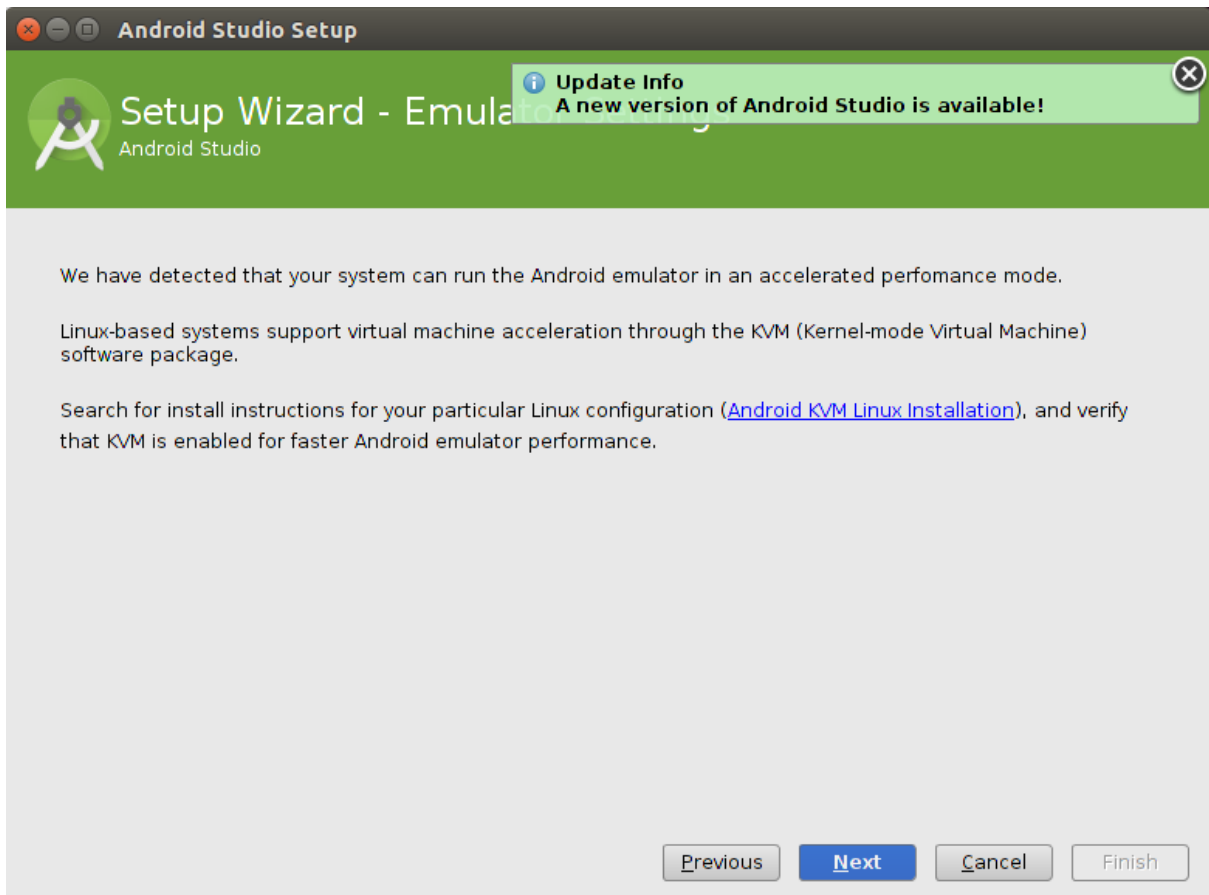 Android Studio Setup
Update Info
A new version of Android Studio is available!
Setup Wizard - Emulator Settings
Android Studio
We have detected that your system can run the Android emulator in an accelerated perfomance mode.
Linux-based systems support virtual machine acceleration through the KVM (Kernel-mode Virtual Machine)
software package.
Search for install instructions for your particular Linux configuration (Android KVM Linux Installation), and verify
that KVM is enabled for faster Android emulator performance.
Previous Next Cancel Finish